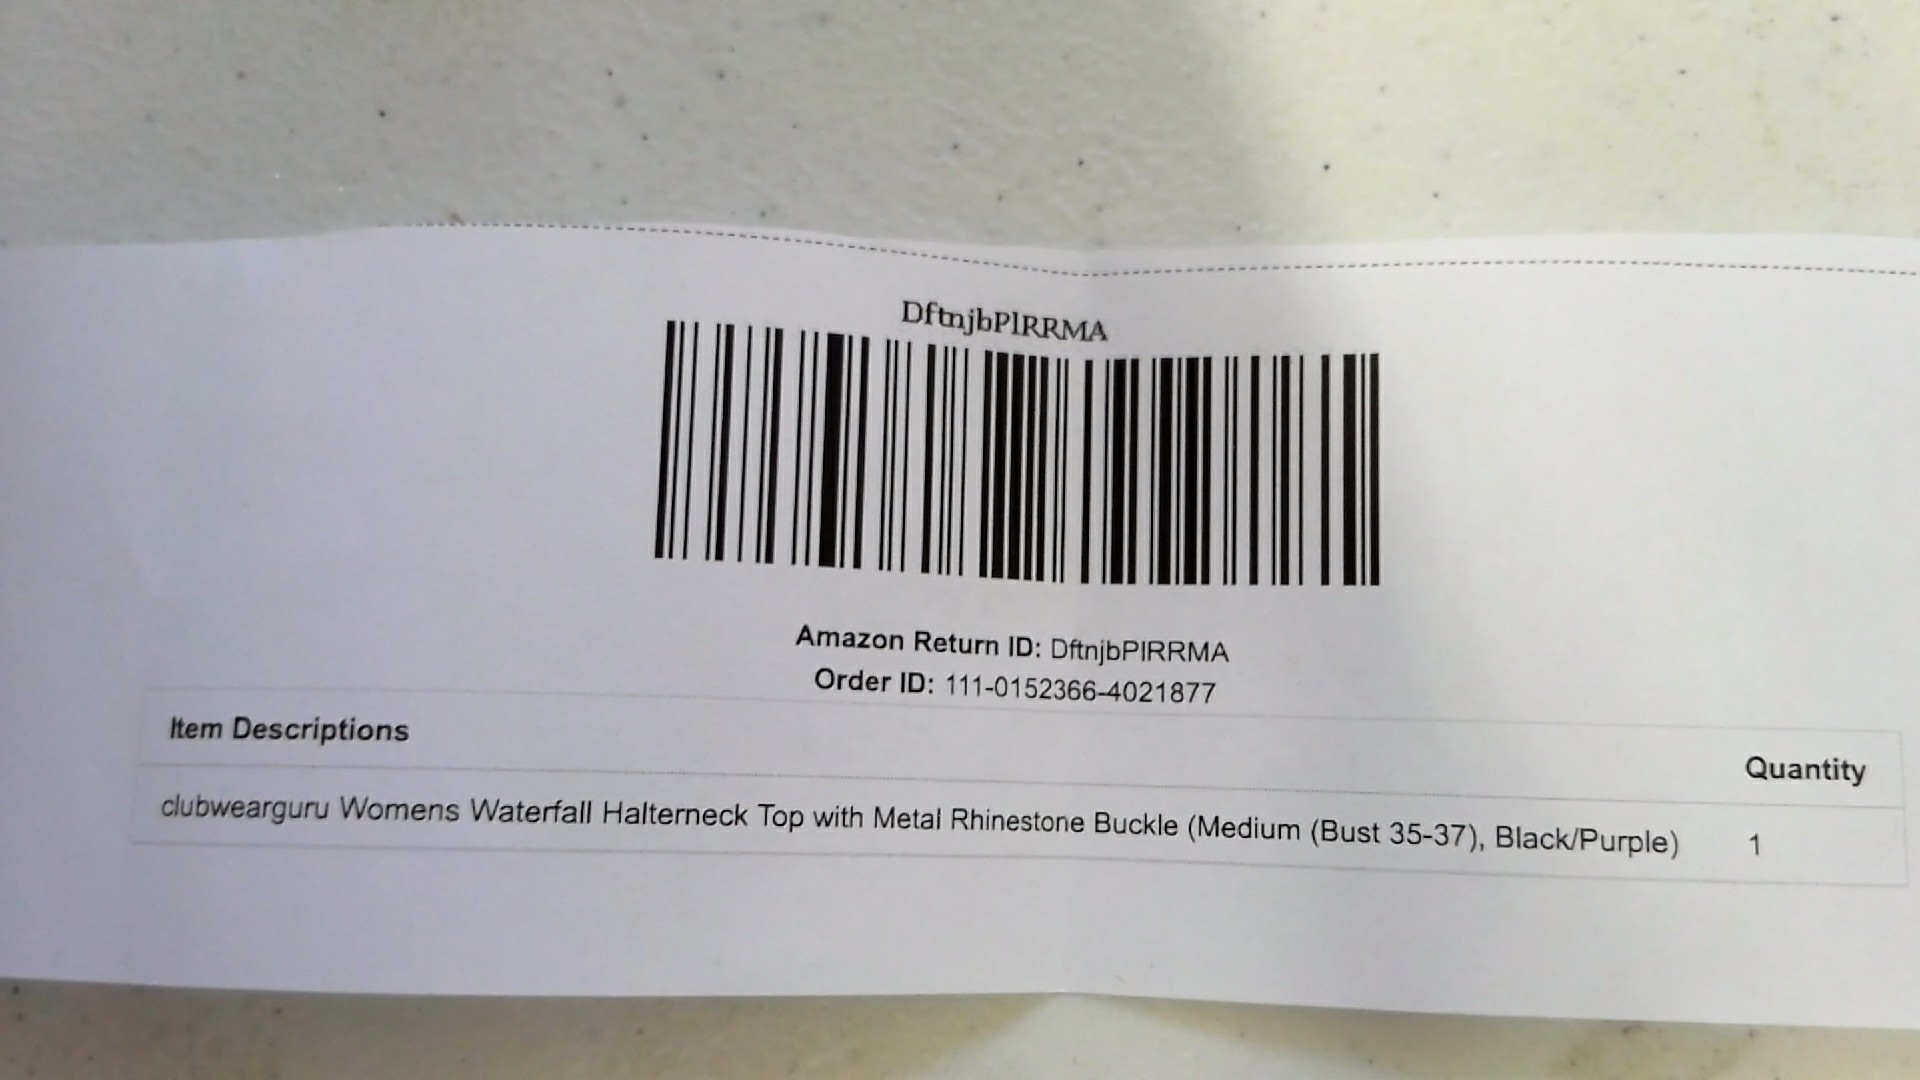 DftnjbPlRRMA
Amazon Return ID: DftnjbPlRRMA
Order ID: 111-0152366-4021877
Item Descriptions
Quantity
clubwearguru Womens Waterfall Halterneck Top with Metal Rhinestone Buckle (Medium (Bust 35-37), Black/Purple)
1